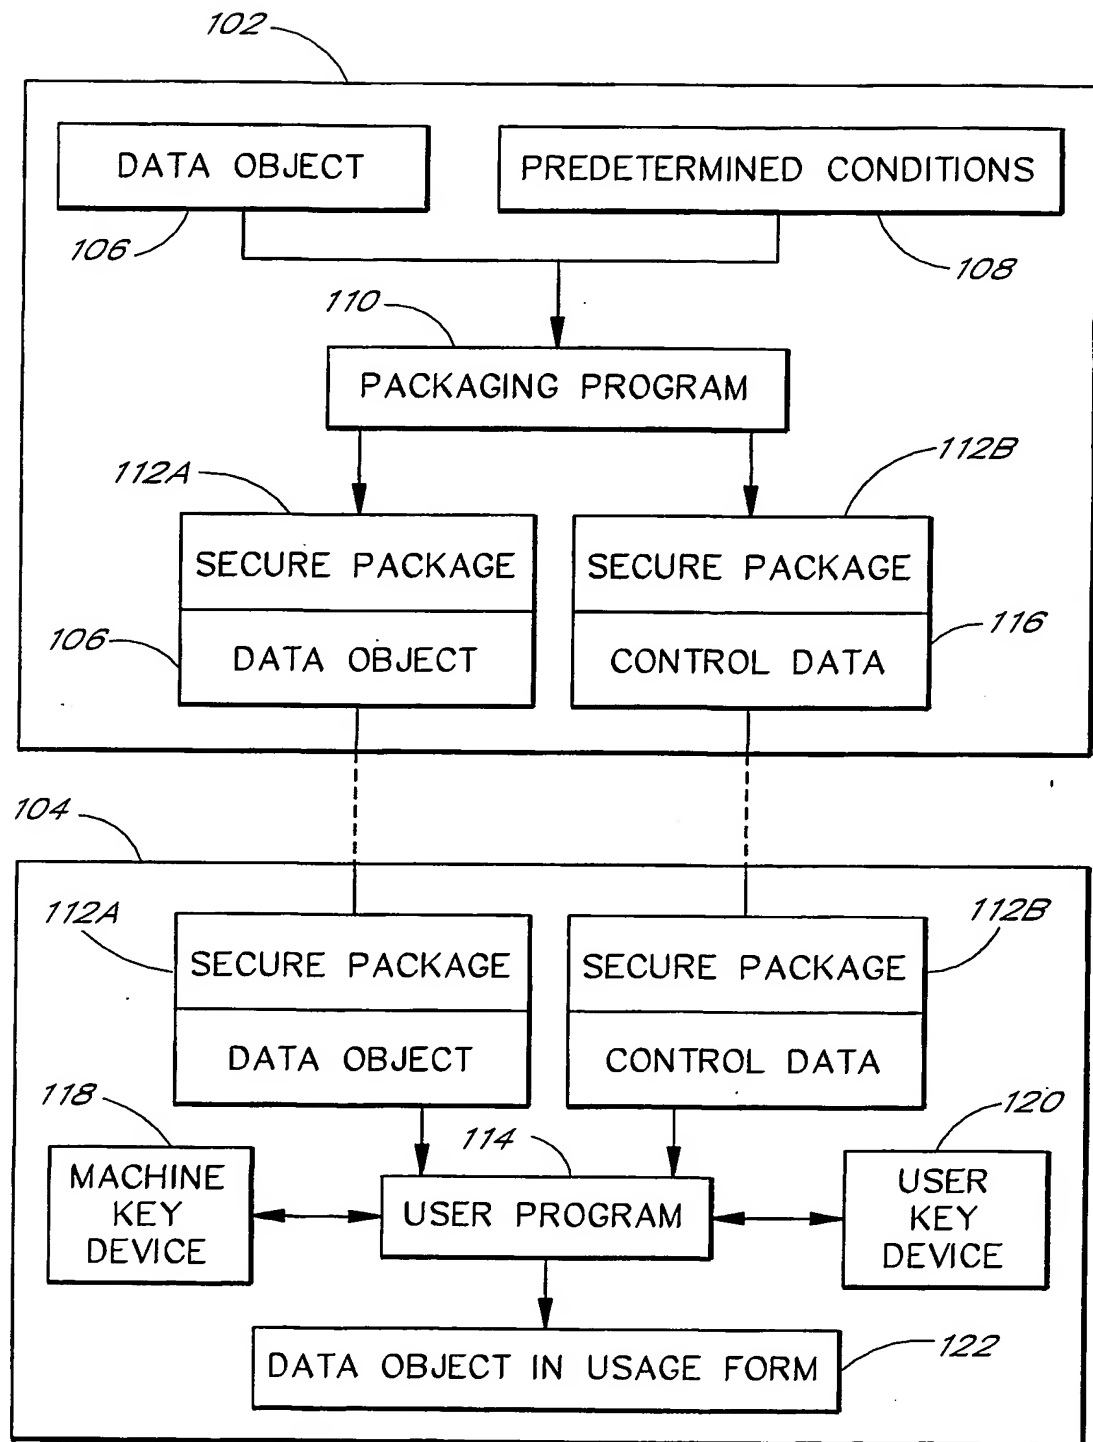 102
DATA OBJECT
PREDETERMINED CONDITIONS
106
108
110
PACKAGING PROGRAM
112A
112B
SECURE PACKAGE
SECURE PACKAGE
106
DATA OBJECT
CONTROL DATA
116
104
112A
112B
SECURE PACKAGE
SECURE PACKAGE
DATA OBJECT
CONTROL DATA
118
114
120
MACHINE
KEY
DEVICE
USER PROGRAM
USER
KEY
DEVICE
DATA OBJECT IN USAGE FORM
122